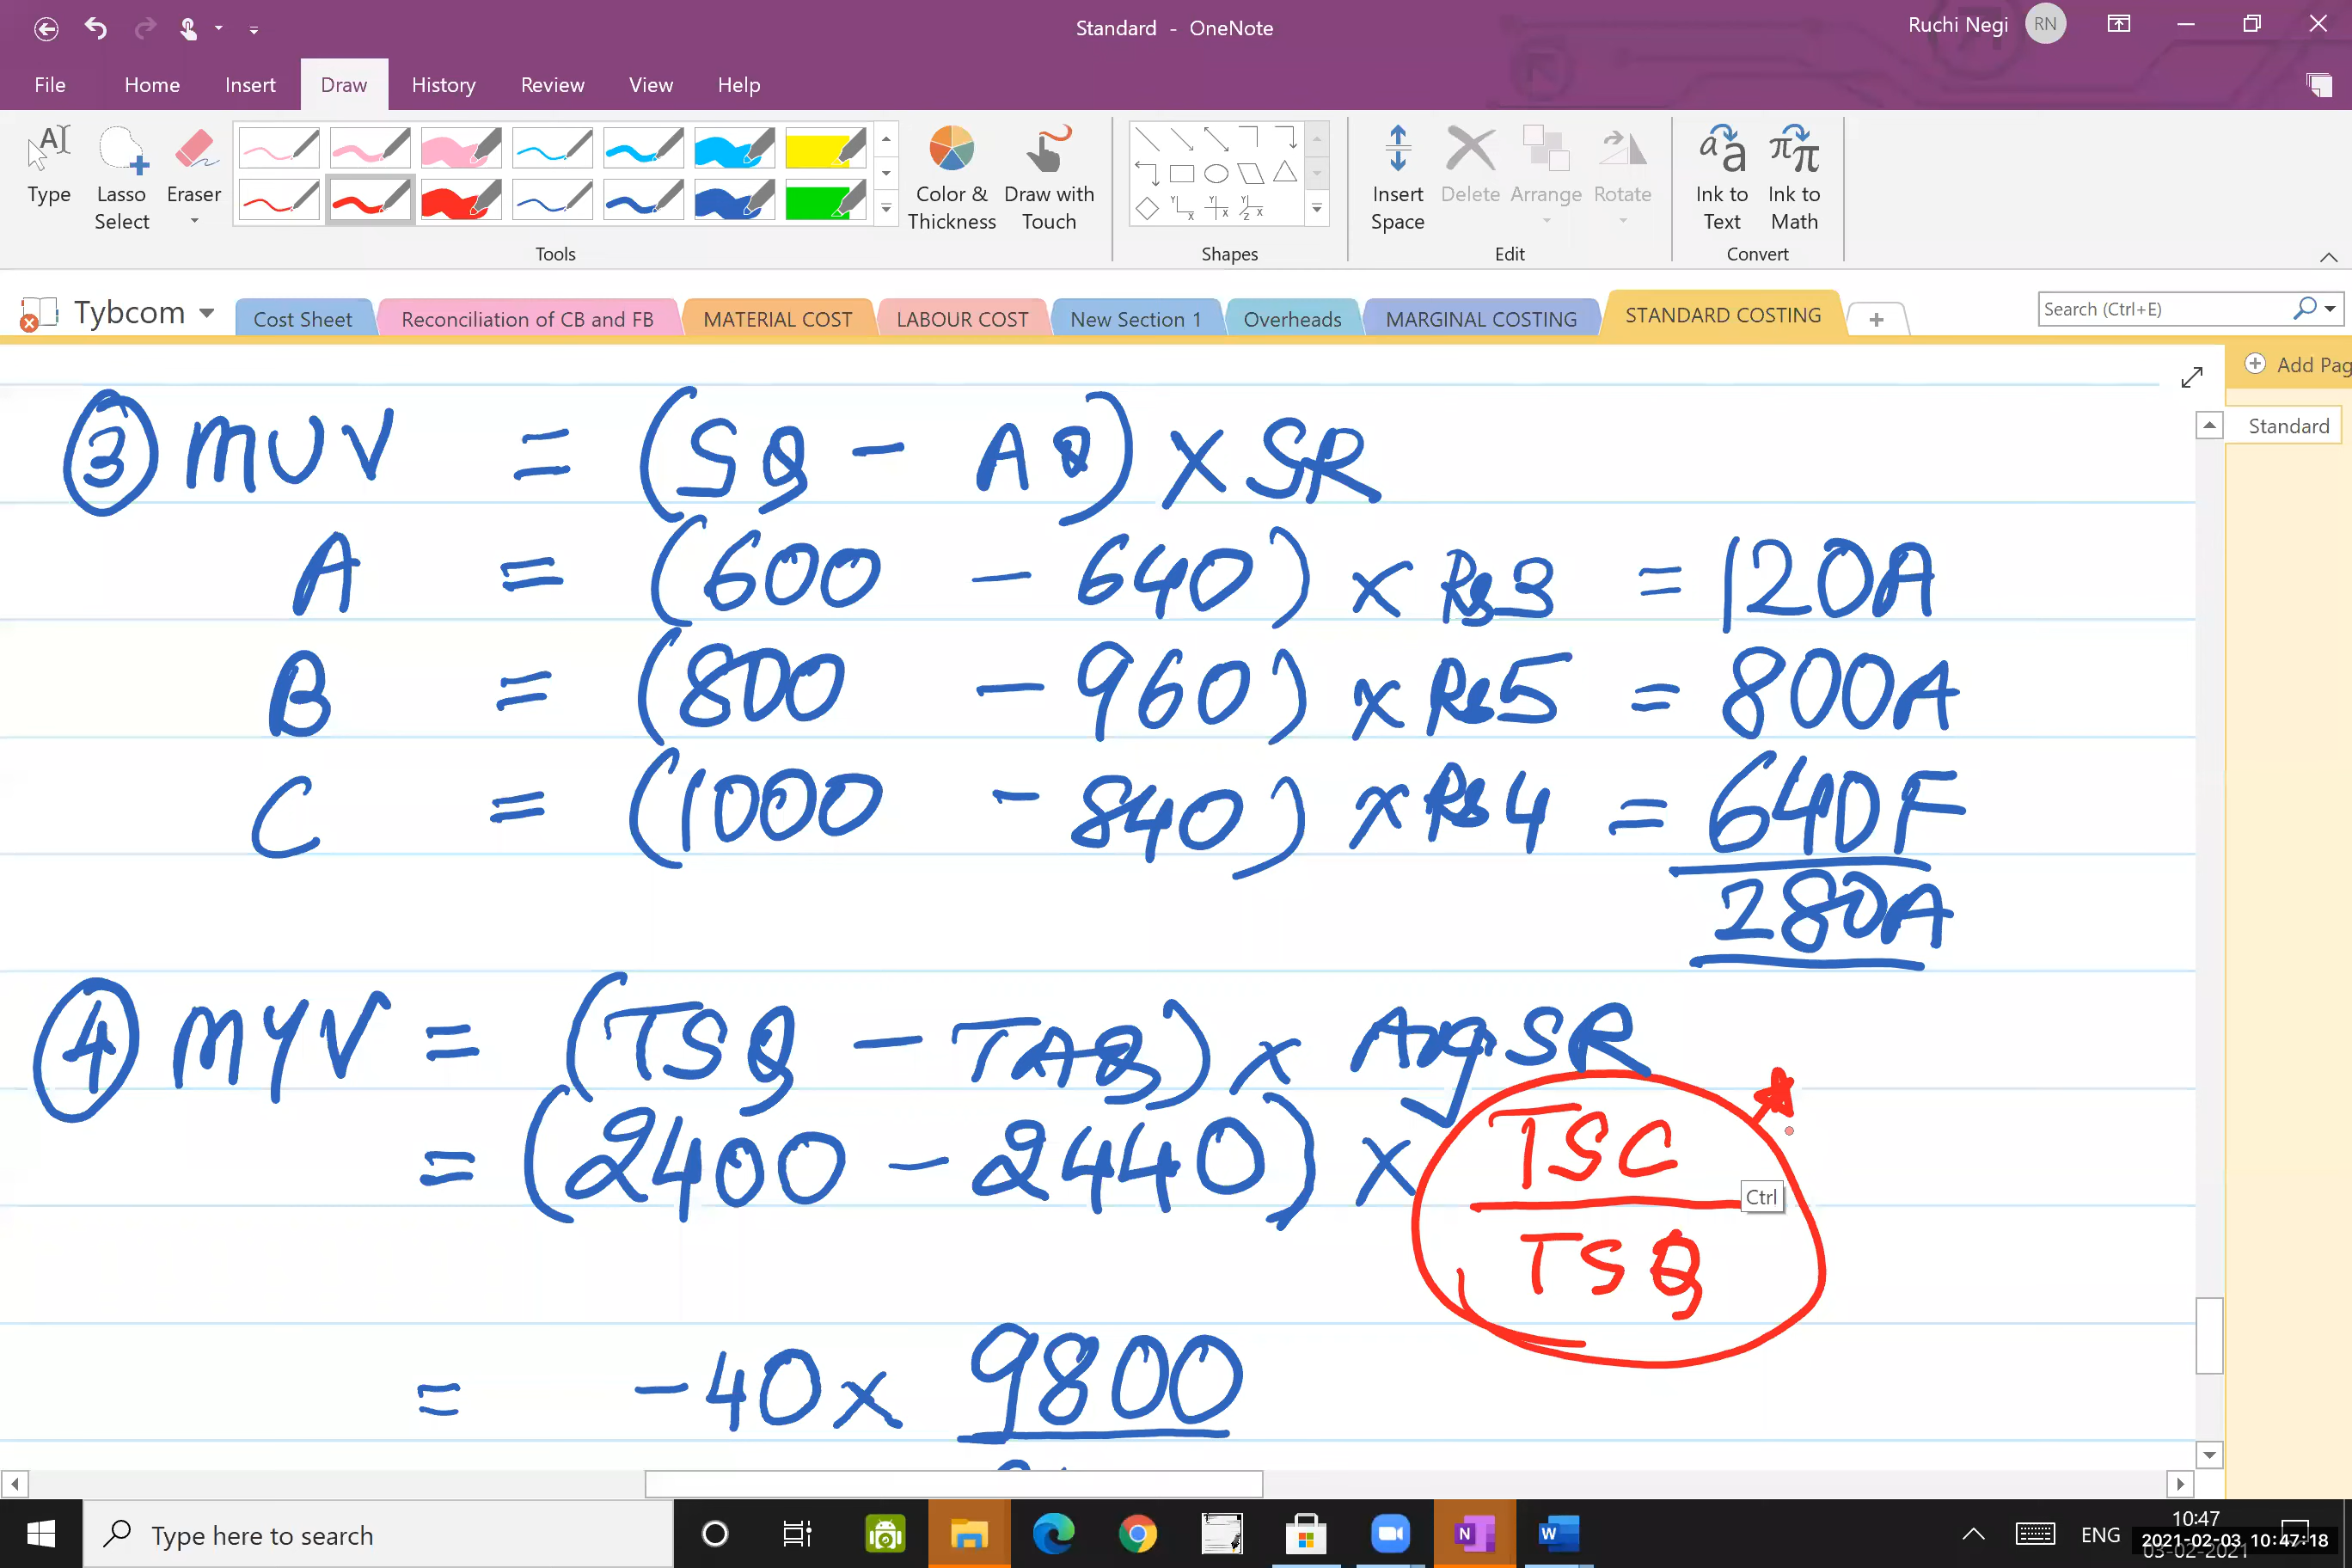 Standard - OneNote
Ruchi Negi RN
File Home Insert Draw History Review View Help
Type
Lasso Select
Eraser
Color & Thickness
Draw with Touch
Insert Space
Delete
Arrange
Rotate
Ink to Text
Ink to Math
Tools
Shapes
Edit
Convert
Tybcom
Cost Sheet
Reconciliation of CB and FB
MATERIAL COST
LABOUR COST
New Section 1
Overheads
MARGINAL COSTING
STANDARD COSTING
Search (Ctrl+E)
Add Pag
Standard
③ MUV = (SQ - AQ) X SR
A = (600 - 640) x Rs3 = 120A
B = (800 - 960) x Rs5 = 800A
C = (1000 - 840) x Rs4 = 640F
280A
④ MYV = (TSQ - TAQ) x Avg SR
= (2400 - 2440) x TSC
Ctrl
TSQ
= - 40 x 9800
Type here to search
ENG
10:47
03-02-2021
2021-02-03 10:47:18